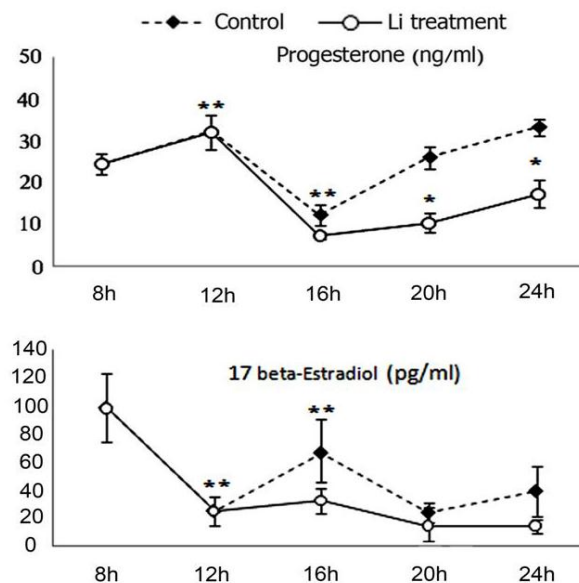 Control
Li treatment
Progesterone (ng/ml)
50
40
30
20
10
0
**
**
*
*
8h
12h
16h
20h
24h
17 beta-Estradiol (pg/ml)
140
120
100
80
60
40
20
0
**
**
8h
12h
16h
20h
24h